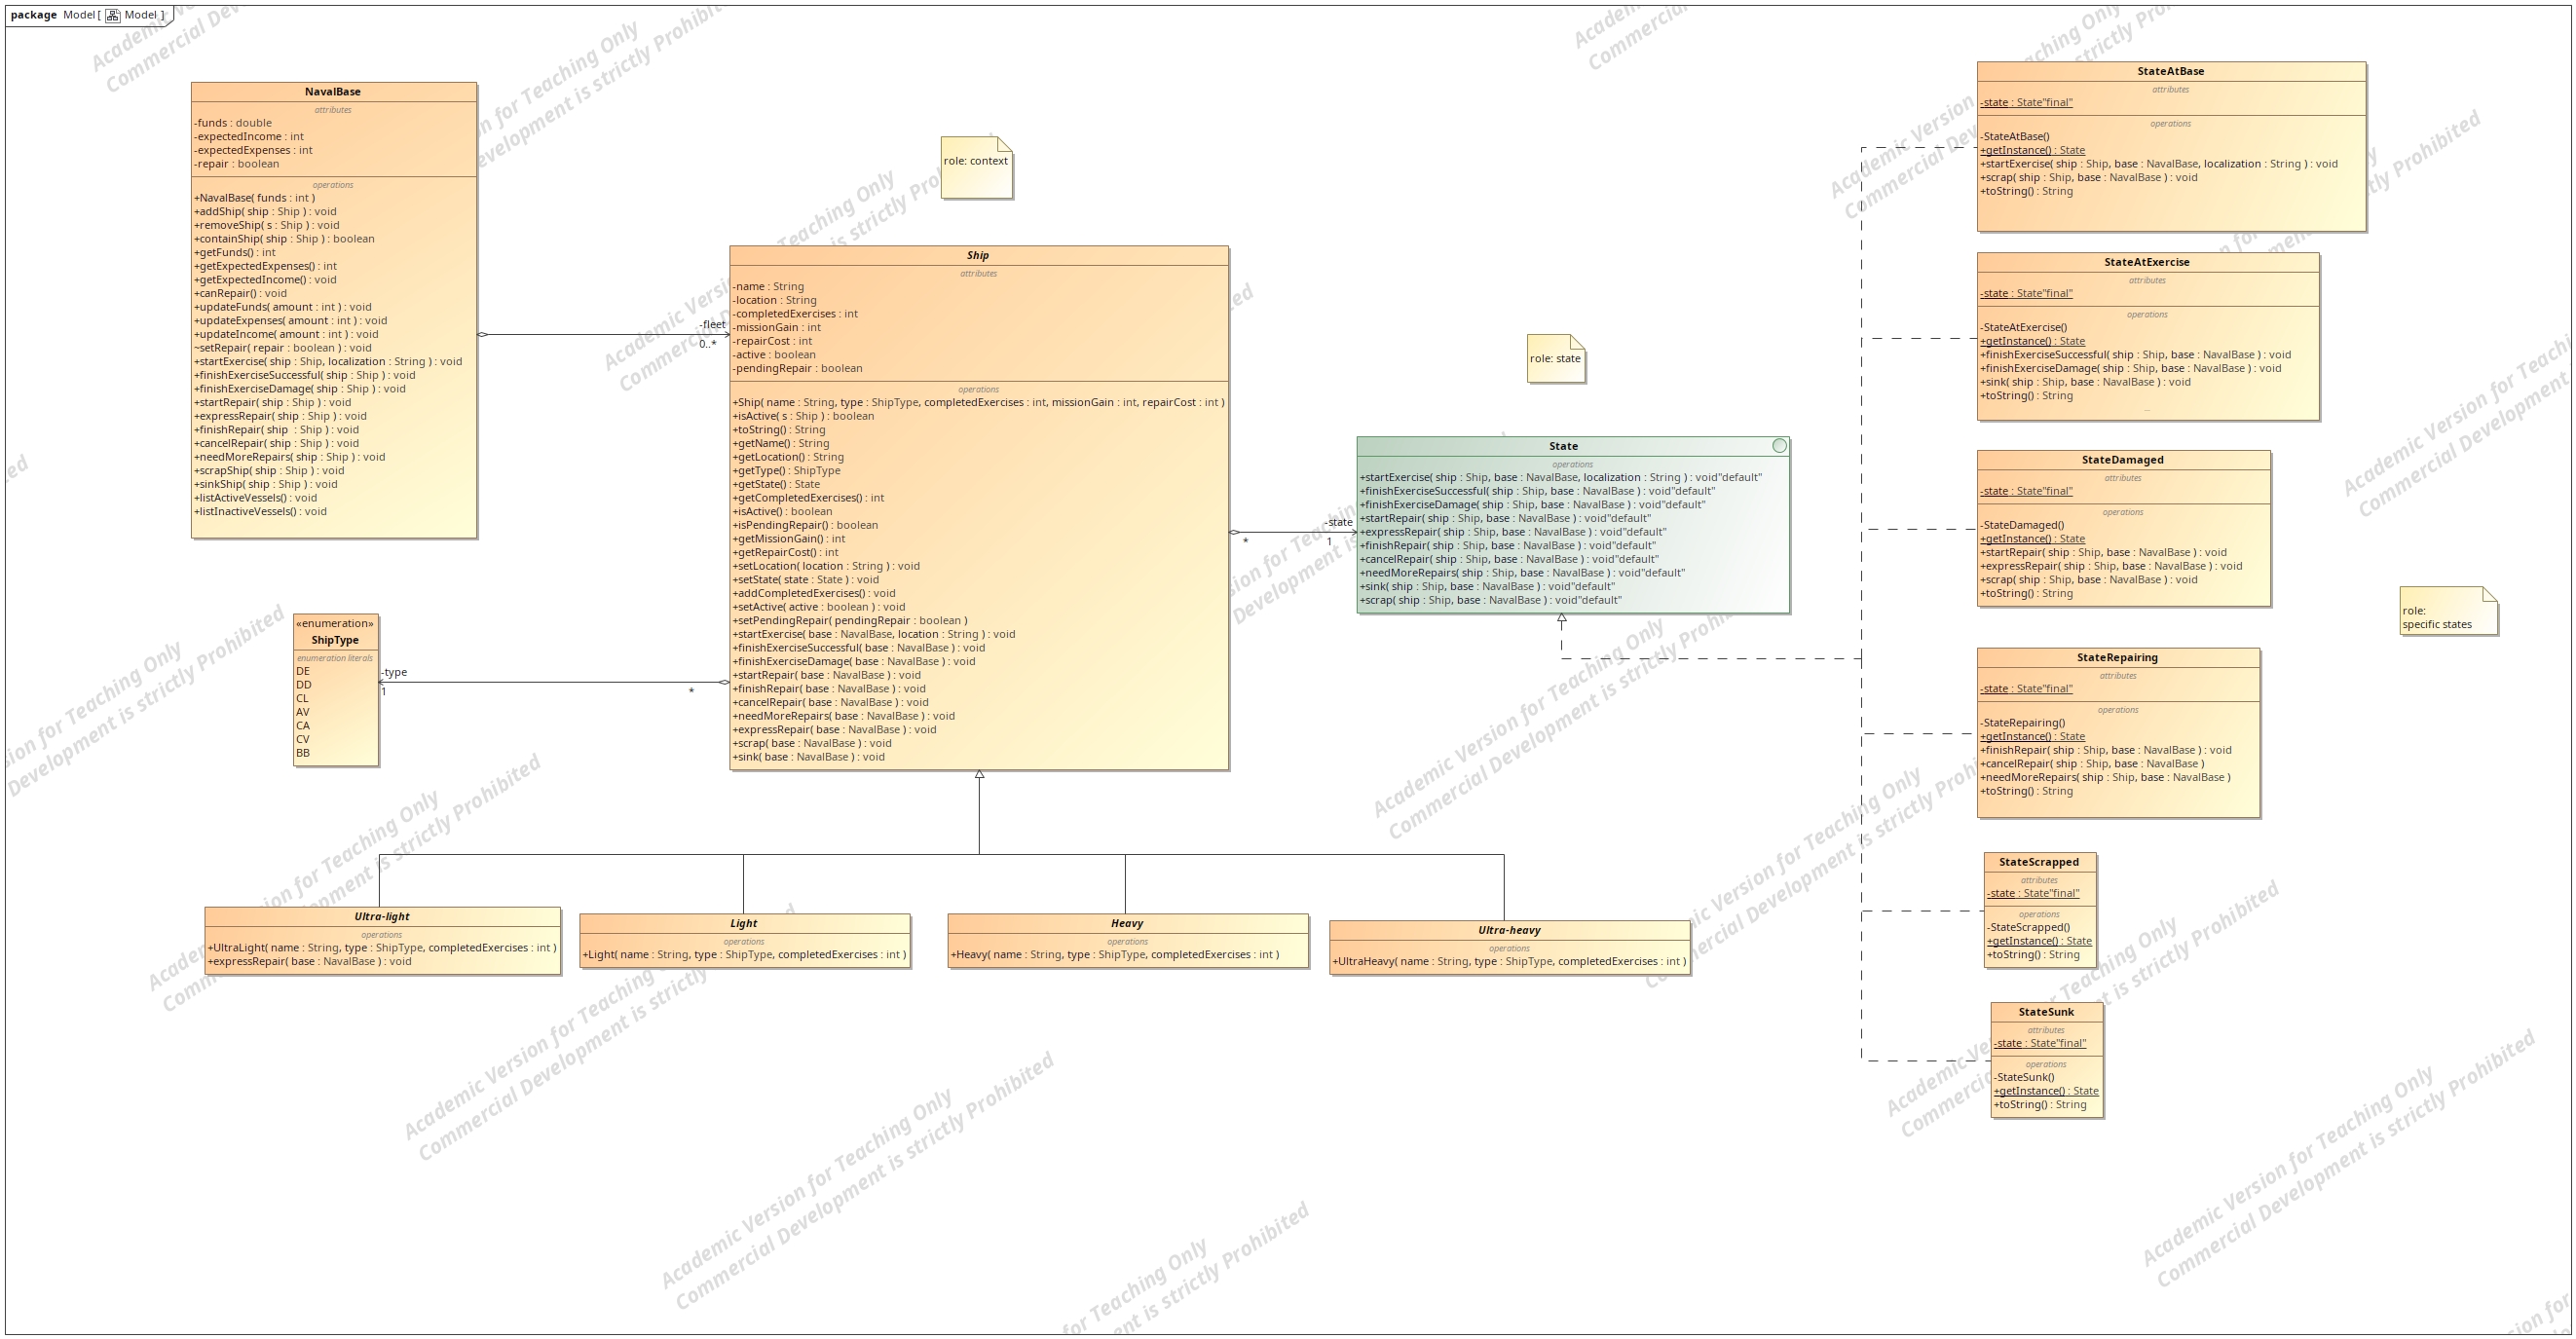 package Model [ Model ]
NavalBase
attributes
-funds : double
-expectedIncome : int
-expectedExpenses : int
-repair : boolean
operations
+NavalBase( funds : int )
+addShip( ship : Ship ) : void
+removeShip( s : Ship ) : void
+containShip( ship : Ship ) : boolean
+getFunds() : int
+getExpectedExpenses() : int
+getExpectedIncome() : void
+canRepair() : void
+updateFunds( amount : int ) : void
+updateExpenses( amount : int ) : void
+updateIncome( amount : int ) : void
~setRepair( repair : boolean ) : void
+startExercise( ship : Ship, localization : String ) : void
+finishExerciseSuccessful( ship : Ship ) : void
+finishExerciseDamage( ship : Ship ) : void
+startRepair( ship : Ship ) : void
+expressRepair( ship : Ship ) : void
+finishRepair( ship : Ship ) : void
+cancelRepair( ship : Ship ) : void
+needMoreRepairs( ship : Ship ) : void
+scrapShip( ship : Ship ) : void
+sinkShip( ship : Ship ) : void
+listActiveVessels() : void
+listInactiveVessels() : void
-fleet
0..*
role: context
Ship
attributes
-name : String
-location : String
-completedExercises : int
-missionGain : int
-repairCost : int
-active : boolean
-pendingRepair : boolean
operations
+Ship( name : String, type : ShipType, completedExercises : int, missionGain : int, repairCost : int )
+isActive( s : Ship ) : boolean
+toString() : String
+getName() : String
+getLocation() : String
+getType() : ShipType
+getState() : State
+getCompletedExercises() : int
+isActive() : boolean
+isPendingRepair() : boolean
+getMissionGain() : int
+getRepairCost() : int
+setLocation( location : String ) : void
+setState( state : State ) : void
+addCompletedExercises() : void
+setActive( active : boolean ) : void
+setPendingRepair( pendingRepair : boolean )
+startExercise( base : NavalBase, location : String ) : void
+finishExerciseSuccessful( base : NavalBase ) : void
+finishExerciseDamage( base : NavalBase ) : void
+startRepair( base : NavalBase ) : void
+finishRepair( base : NavalBase ) : void
+cancelRepair( base : NavalBase ) : void
+needMoreRepairs( base : NavalBase ) : void
+expressRepair( base : NavalBase ) : void
+scrap( base : NavalBase ) : void
+sink( base : NavalBase ) : void
«enumeration»
ShipType
enumeration literals
DE
DD
CL
AV
CA
CV
BB
-type
1
*
-state
*
1
role: state
State
operations
+startExercise( ship : Ship, base : NavalBase, localization : String ) : void"default"
+finishExerciseSuccessful( ship : Ship, base : NavalBase ) : void"default"
+finishExerciseDamage( ship : Ship, base : NavalBase ) : void"default"
+startRepair( ship : Ship, base : NavalBase ) : void"default"
+expressRepair( ship : Ship, base : NavalBase ) : void"default"
+finishRepair( ship : Ship, base : NavalBase ) : void"default"
+cancelRepair( ship : Ship, base : NavalBase ) : void"default"
+needMoreRepairs( ship : Ship, base : NavalBase ) : void"default"
+sink( ship : Ship, base : NavalBase ) : void"default"
+scrap( ship : Ship, base : NavalBase ) : void"default"
StateAtBase
attributes
-state : State"final"
operations
-StateAtBase()
+getInstance() : State
+startExercise( ship : Ship, base : NavalBase, localization : String ) : void
+scrap( ship : Ship, base : NavalBase ) : void
+toString() : String
StateAtExercise
attributes
-state : State"final"
operations
-StateAtExercise()
+getInstance() : State
+finishExerciseSuccessful( ship : Ship, base : NavalBase ) : void
+finishExerciseDamage( ship : Ship, base : NavalBase ) : void
+sink( ship : Ship, base : NavalBase ) : void
+toString() : String
...
StateDamaged
attributes
-state : State"final"
operations
-StateDamaged()
+getInstance() : State
+startRepair( ship : Ship, base : NavalBase ) : void
+expressRepair( ship : Ship, base : NavalBase ) : void
+scrap( ship : Ship, base : NavalBase ) : void
+toString() : String
role:
specific states
StateRepairing
attributes
-state : State"final"
operations
-StateRepairing()
+getInstance() : State
+finishRepair( ship : Ship, base : NavalBase ) : void
+cancelRepair( ship : Ship, base : NavalBase )
+needMoreRepairs( ship : Ship, base : NavalBase )
+toString() : String
StateScrapped
attributes
-state : State"final"
operations
-StateScrapped()
+getInstance() : State
+toString() : String
StateSunk
attributes
-state : State"final"
operations
-StateSunk()
+getInstance() : State
+toString() : String
Ultra-light
operations
+UltraLight( name : String, type : ShipType, completedExercises : int )
+expressRepair( base : NavalBase ) : void
Light
operations
+Light( name : String, type : ShipType, completedExercises : int )
Heavy
operations
+Heavy( name : String, type : ShipType, completedExercises : int )
Ultra-heavy
operations
+UltraHeavy( name : String, type : ShipType, completedExercises : int )
Academic Version for Teaching Only
Commercial Development is strictly Prohibited